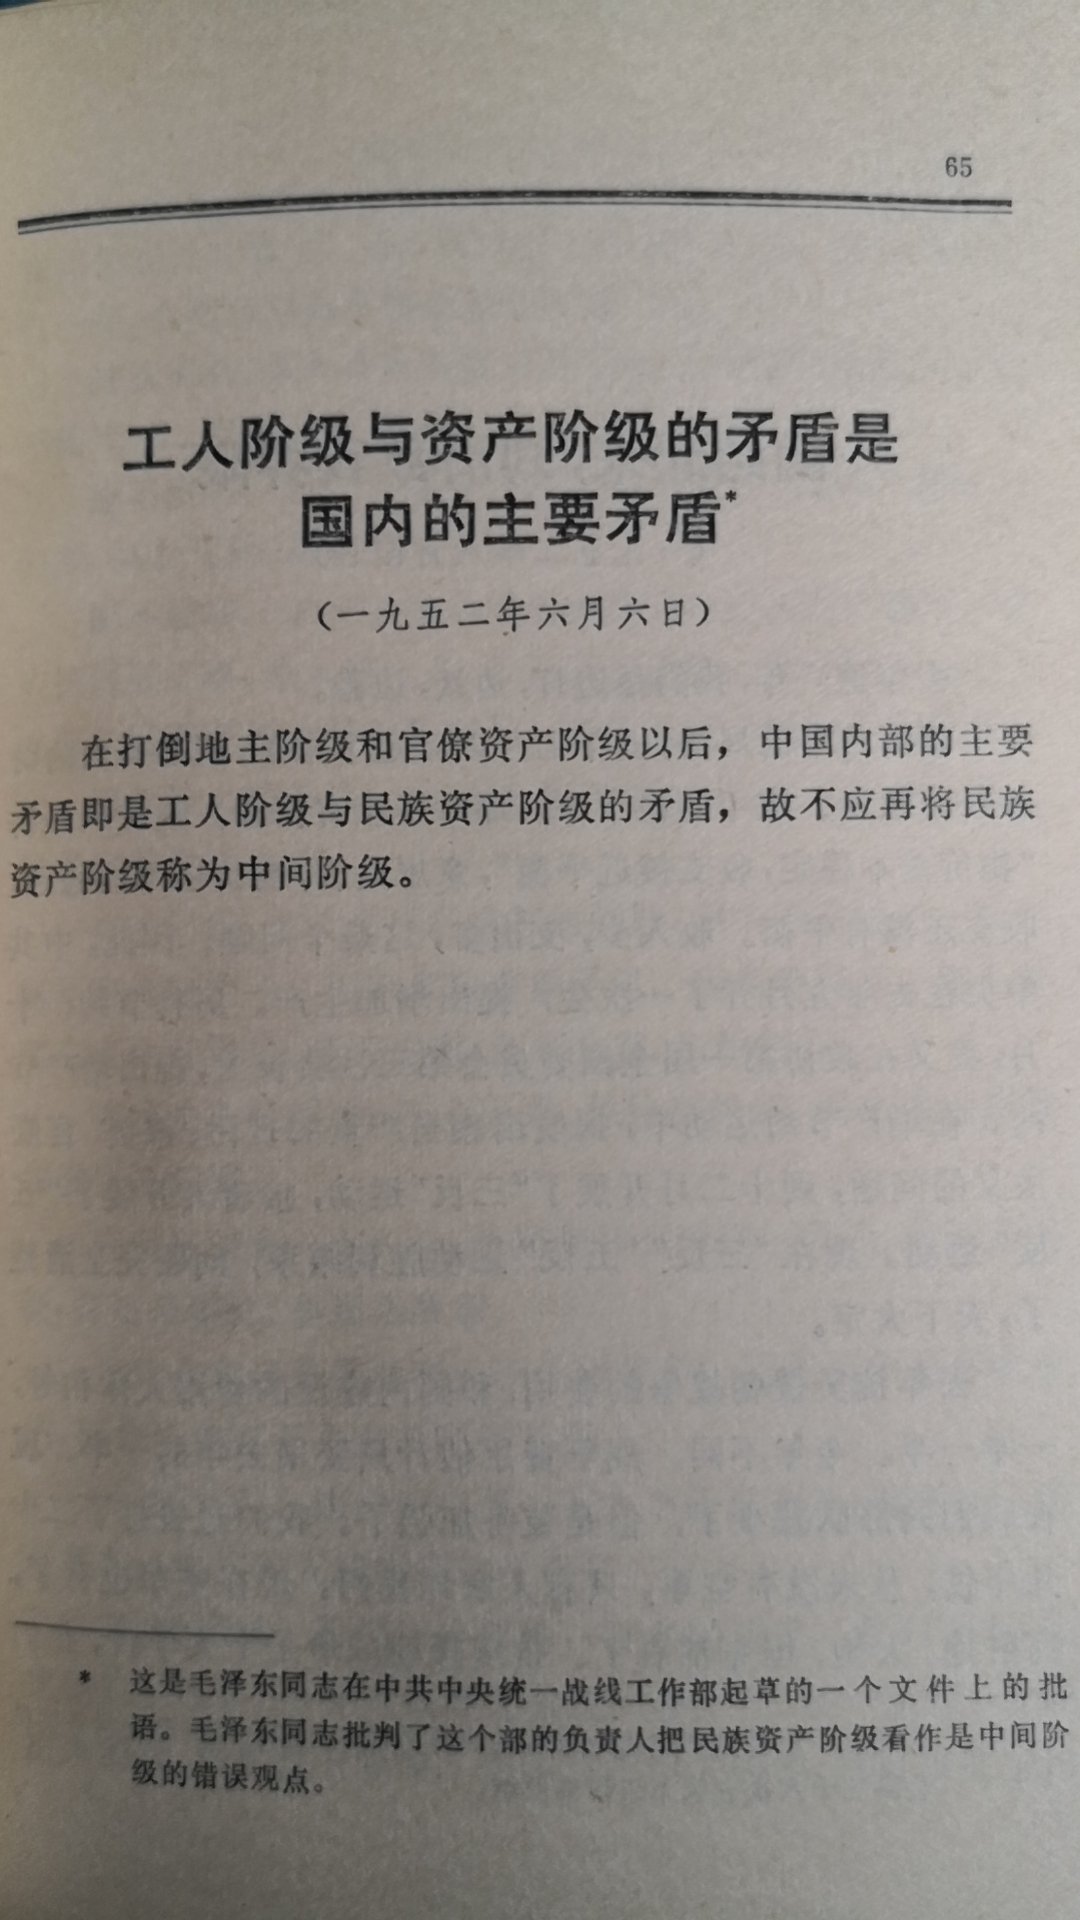 65
工人阶级与资产阶级的矛盾是
国内的主要矛盾*
（一九五二年六月六日）
在打倒地主阶级和官僚资产阶级以后，中国内部的主要
矛盾即是工人阶级与民族资产阶级的矛盾，故不应再将民族
资产阶级称为中间阶级。
* 这是毛泽东同志在中共中央统一战线工作部起草的一个文件上的批
语。毛泽东同志批判了这个部的负责人把民族资产阶级看作是中间阶
级的错误观点。